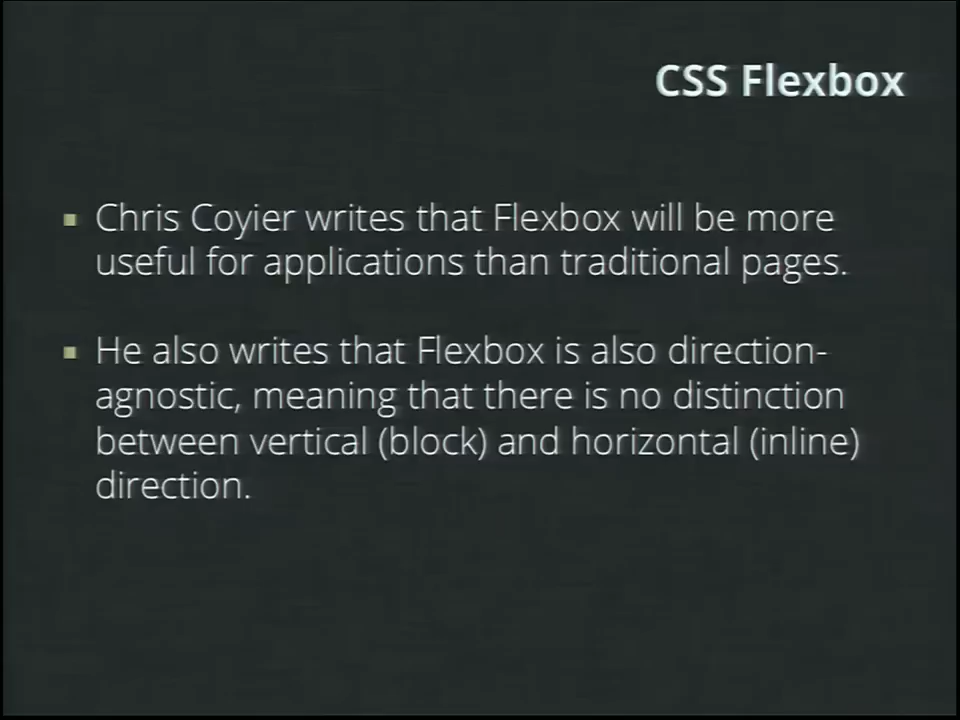 CSS Flexbox
Chris Coyier writes that Flexbox will be more
useful for applications than traditional pages.
He also writes that Flexbox is also direction-
agnostic, meaning that there is no distinction
between vertical (block) and horizontal (inline)
direction.